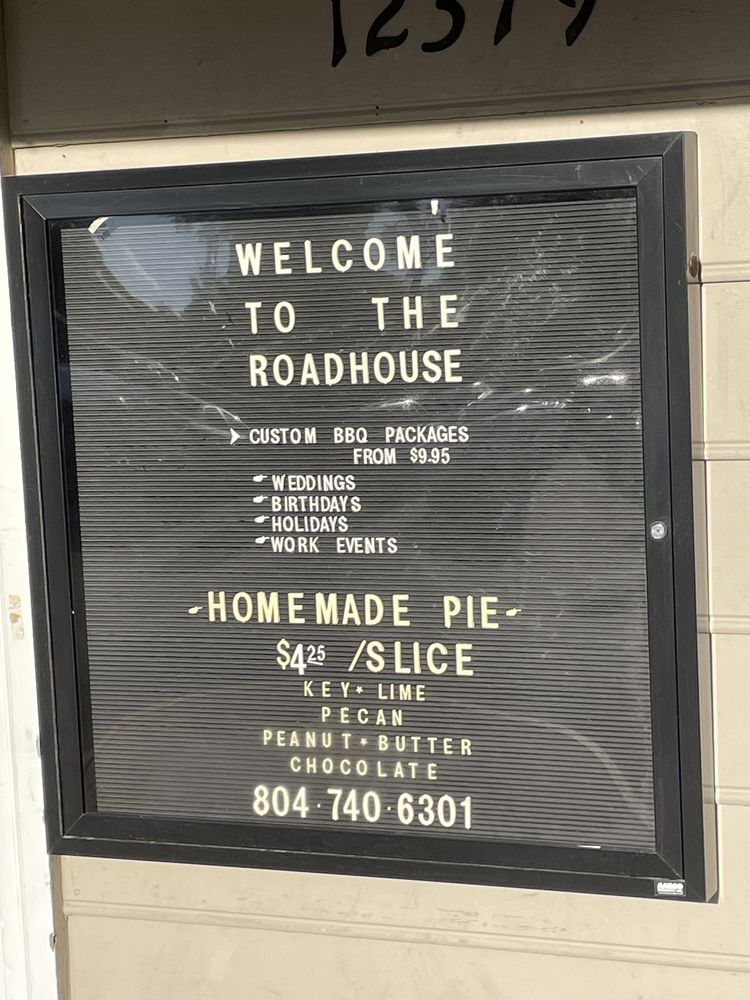 WELCOME
TO THE
ROADHOUSE
CUSTOM BBQ PACKAGES
FROM $9.95
WEDDINGS
BIRTHDAYS
HOLIDAYS
WORK EVENTS
-HOMEMADE PIE-
$4.25 /SLICE
KEY* LIME
PECAN
PEANUT*BUTTER
CHOCOLATE
804·740·6301